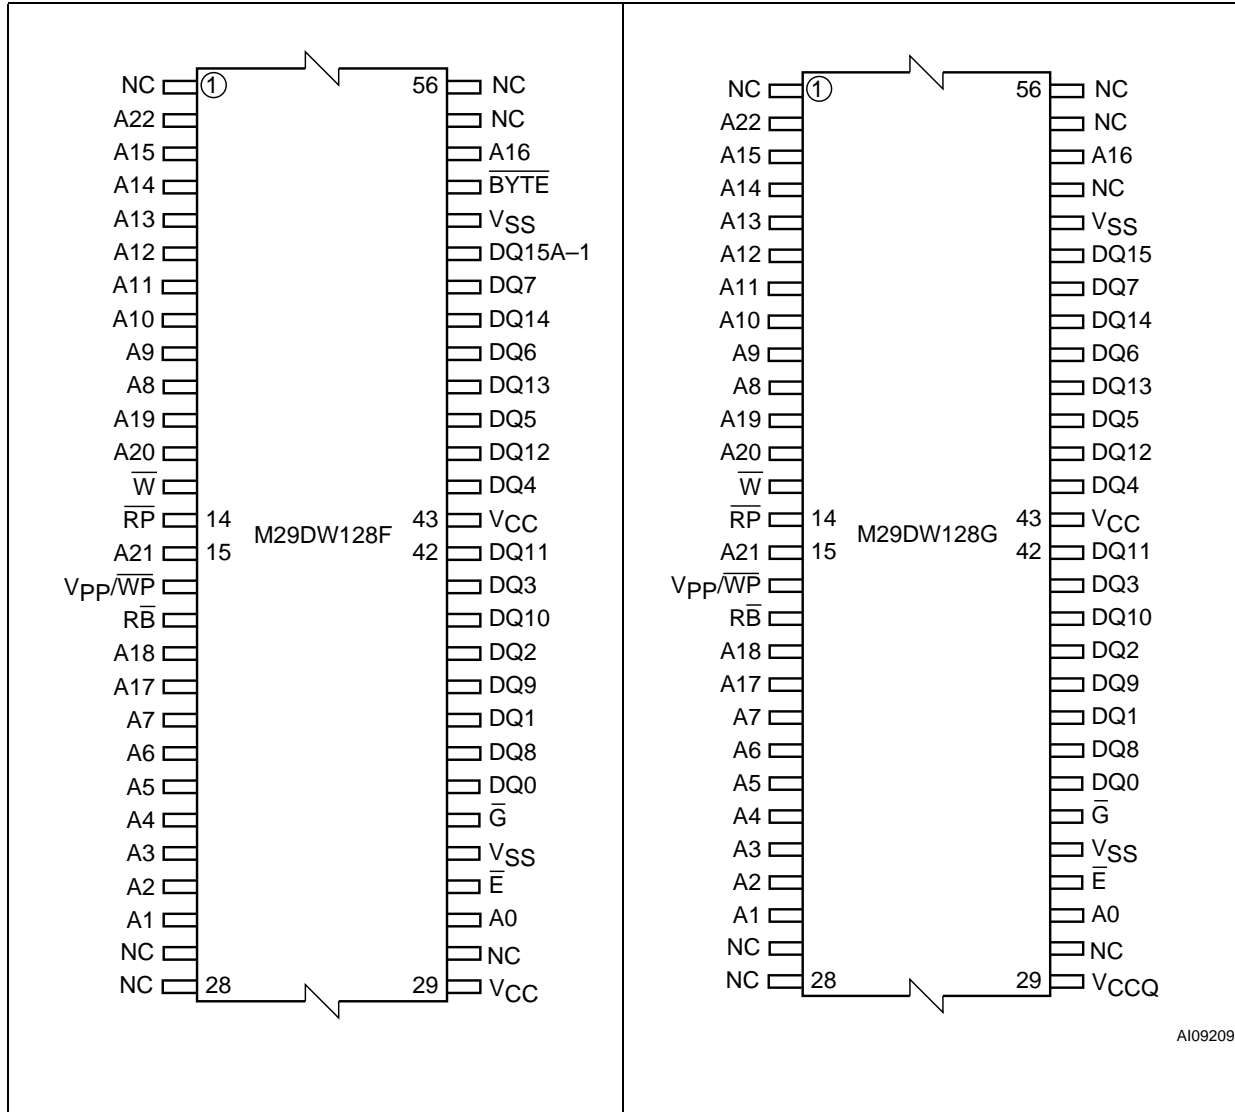 NC ① 56 NC
A22 NC
A15 A16
A14 B̅Y̅T̅E̅
A13 VSS
A12 DQ15A–1
A11 DQ7
A10 DQ14
A9 DQ6
A8 DQ13
A19 DQ5
A20 DQ12
W̅ DQ4
R̅P̅ 14 43 VCC
M29DW128F
A21 15 42 DQ11
VPP/W̅P̅ DQ3
RB̅ DQ10
A18 DQ2
A17 DQ9
A7 DQ1
A6 DQ8
A5 DQ0
A4 G̅
A3 VSS
A2 E̅
A1 A0
NC NC
NC 28 29 VCC
NC ① 56 NC
A22 NC
A15 A16
A14 NC
A13 VSS
A12 DQ15
A11 DQ7
A10 DQ14
A9 DQ6
A8 DQ13
A19 DQ5
A20 DQ12
W̅ DQ4
R̅P̅ 14 43 VCC
M29DW128G
A21 15 42 DQ11
VPP/W̅P̅ DQ3
RB̅ DQ10
A18 DQ2
A17 DQ9
A7 DQ1
A6 DQ8
A5 DQ0
A4 G̅
A3 VSS
A2 E̅
A1 A0
NC NC
NC 28 29 VCCQ
AI09209